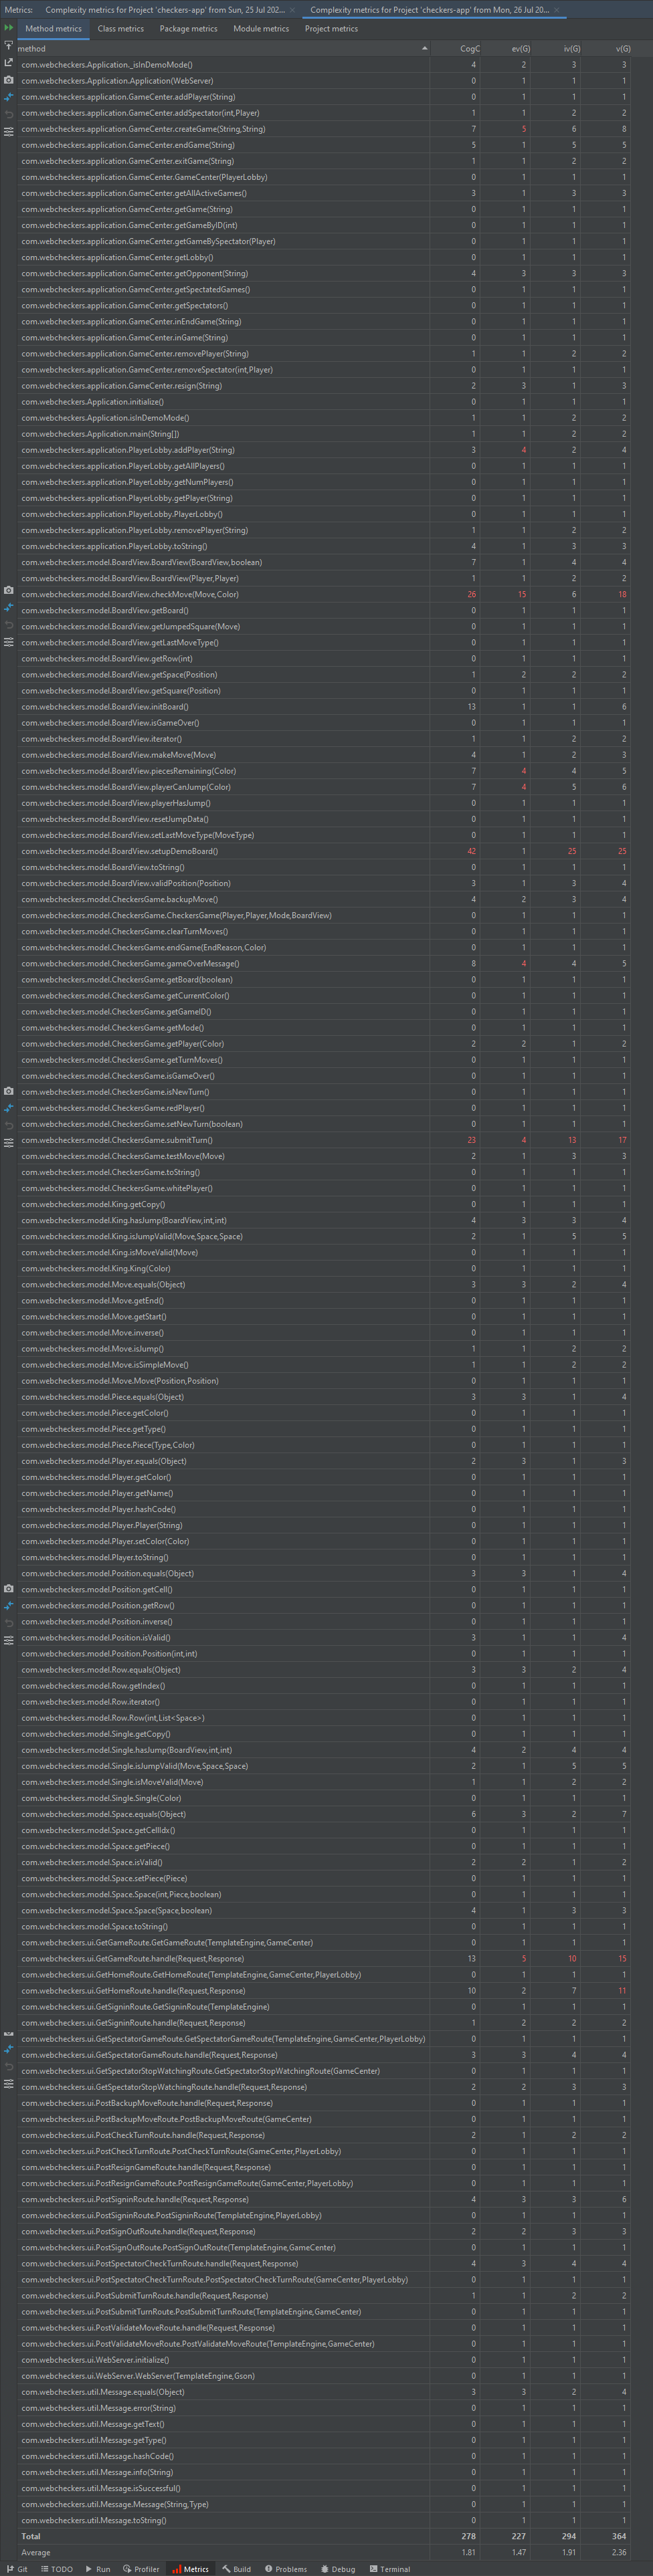 Metrics: Complexity metrics for Project 'checkers-app' from Sun, 25 Jul 202... × Complexity metrics for Project 'checkers-app' from Mon, 26 Jul 20... ×
Method metrics Class metrics Package metrics Module metrics Project metrics
method CogC ev(G) iv(G) v(G)
com.webcheckers.Application._isInDemoMode() 4 2 3 3
com.webcheckers.Application.Application(WebServer) 0 1 1 1
com.webcheckers.application.GameCenter.addPlayer(String) 0 1 1 1
com.webcheckers.application.GameCenter.addSpectator(int,Player) 1 1 2 2
com.webcheckers.application.GameCenter.createGame(String,String) 7 5 6 8
com.webcheckers.application.GameCenter.endGame(String) 5 1 5 5
com.webcheckers.application.GameCenter.exitGame(String) 1 1 2 2
com.webcheckers.application.GameCenter.GameCenter(PlayerLobby) 0 1 1 1
com.webcheckers.application.GameCenter.getAllActiveGames() 3 1 3 3
com.webcheckers.application.GameCenter.getGame(String) 0 1 1 1
com.webcheckers.application.GameCenter.getGameByID(int) 0 1 1 1
com.webcheckers.application.GameCenter.getGameBySpectator(Player) 0 1 1 1
com.webcheckers.application.GameCenter.getLobby() 0 1 1 1
com.webcheckers.application.GameCenter.getOpponent(String) 4 3 3 3
com.webcheckers.application.GameCenter.getSpectatedGames() 0 1 1 1
com.webcheckers.application.GameCenter.getSpectators() 0 1 1 1
com.webcheckers.application.GameCenter.inEndGame(String) 0 1 1 1
com.webcheckers.application.GameCenter.inGame(String) 0 1 1 1
com.webcheckers.application.GameCenter.removePlayer(String) 1 1 2 2
com.webcheckers.application.GameCenter.removeSpectator(int,Player) 0 1 1 1
com.webcheckers.application.GameCenter.resign(String) 2 3 1 3
com.webcheckers.Application.initialize() 0 1 1 1
com.webcheckers.Application.isInDemoMode() 1 1 2 2
com.webcheckers.Application.main(String[]) 1 1 2 2
com.webcheckers.application.PlayerLobby.addPlayer(String) 3 4 2 4
com.webcheckers.application.PlayerLobby.getAllPlayers() 0 1 1 1
com.webcheckers.application.PlayerLobby.getNumPlayers() 0 1 1 1
com.webcheckers.application.PlayerLobby.getPlayer(String) 0 1 1 1
com.webcheckers.application.PlayerLobby.PlayerLobby() 0 1 1 1
com.webcheckers.application.PlayerLobby.removePlayer(String) 1 1 2 2
com.webcheckers.application.PlayerLobby.toString() 4 1 3 3
com.webcheckers.model.BoardView.BoardView(BoardView,boolean) 7 1 4 4
com.webcheckers.model.BoardView.BoardView(Player,Player) 1 1 2 2
com.webcheckers.model.BoardView.checkMove(Move,Color) 26 15 6 18
com.webcheckers.model.BoardView.getBoard() 0 1 1 1
com.webcheckers.model.BoardView.getJumpedSquare(Move) 0 1 1 1
com.webcheckers.model.BoardView.getLastMoveType() 0 1 1 1
com.webcheckers.model.BoardView.getRow(int) 0 1 1 1
com.webcheckers.model.BoardView.getSpace(Position) 1 2 2 2
com.webcheckers.model.BoardView.getSquare(Position) 0 1 1 1
com.webcheckers.model.BoardView.initBoard() 13 1 1 6
com.webcheckers.model.BoardView.isGameOver() 0 1 1 1
com.webcheckers.model.BoardView.iterator() 1 1 2 2
com.webcheckers.model.BoardView.makeMove(Move) 4 1 2 3
com.webcheckers.model.BoardView.piecesRemaining(Color) 7 4 4 5
com.webcheckers.model.BoardView.playerCanJump(Color) 7 4 5 6
com.webcheckers.model.BoardView.playerHasJump() 0 1 1 1
com.webcheckers.model.BoardView.resetJumpData() 0 1 1 1
com.webcheckers.model.BoardView.setLastMoveType(MoveType) 0 1 1 1
com.webcheckers.model.BoardView.setupDemoBoard() 42 1 25 25
com.webcheckers.model.BoardView.toString() 0 1 1 1
com.webcheckers.model.BoardView.validPosition(Position) 3 1 3 4
com.webcheckers.model.CheckersGame.backupMove() 4 2 3 4
com.webcheckers.model.CheckersGame.CheckersGame(Player,Player,Mode,BoardView) 0 1 1 1
com.webcheckers.model.CheckersGame.clearTurnMoves() 0 1 1 1
com.webcheckers.model.CheckersGame.endGame(EndReason,Color) 0 1 1 1
com.webcheckers.model.CheckersGame.gameOverMessage() 8 4 4 5
com.webcheckers.model.CheckersGame.getBoard(boolean) 0 1 1 1
com.webcheckers.model.CheckersGame.getCurrentColor() 0 1 1 1
com.webcheckers.model.CheckersGame.getGameID() 0 1 1 1
com.webcheckers.model.CheckersGame.getMode() 0 1 1 1
com.webcheckers.model.CheckersGame.getPlayer(Color) 2 2 1 2
com.webcheckers.model.CheckersGame.getTurnMoves() 0 1 1 1
com.webcheckers.model.CheckersGame.isGameOver() 0 1 1 1
com.webcheckers.model.CheckersGame.isNewTurn() 0 1 1 1
com.webcheckers.model.CheckersGame.redPlayer() 0 1 1 1
com.webcheckers.model.CheckersGame.setNewTurn(boolean) 0 1 1 1
com.webcheckers.model.CheckersGame.submitTurn() 23 4 13 17
com.webcheckers.model.CheckersGame.testMove(Move) 2 1 3 3
com.webcheckers.model.CheckersGame.toString() 0 1 1 1
com.webcheckers.model.CheckersGame.whitePlayer() 0 1 1 1
com.webcheckers.model.King.getCopy() 0 1 1 1
com.webcheckers.model.King.hasJump(BoardView,int,int) 4 3 3 4
com.webcheckers.model.King.isJumpValid(Move,Space,Space) 2 1 5 5
com.webcheckers.model.King.isMoveValid(Move) 0 1 1 1
com.webcheckers.model.King.King(Color) 0 1 1 1
com.webcheckers.model.Move.equals(Object) 3 3 2 4
com.webcheckers.model.Move.getEnd() 0 1 1 1
com.webcheckers.model.Move.getStart() 0 1 1 1
com.webcheckers.model.Move.inverse() 0 1 1 1
com.webcheckers.model.Move.isJump() 1 1 2 2
com.webcheckers.model.Move.isSimpleMove() 1 1 2 2
com.webcheckers.model.Move.Move(Position,Position) 0 1 1 1
com.webcheckers.model.Piece.equals(Object) 3 3 1 4
com.webcheckers.model.Piece.getColor() 0 1 1 1
com.webcheckers.model.Piece.getType() 0 1 1 1
com.webcheckers.model.Piece.Piece(Type,Color) 0 1 1 1
com.webcheckers.model.Player.equals(Object) 2 3 1 3
com.webcheckers.model.Player.getColor() 0 1 1 1
com.webcheckers.model.Player.getName() 0 1 1 1
com.webcheckers.model.Player.hashCode() 0 1 1 1
com.webcheckers.model.Player.Player(String) 0 1 1 1
com.webcheckers.model.Player.setColor(Color) 0 1 1 1
com.webcheckers.model.Player.toString() 0 1 1 1
com.webcheckers.model.Position.equals(Object) 3 3 1 4
com.webcheckers.model.Position.getCell() 0 1 1 1
com.webcheckers.model.Position.getRow() 0 1 1 1
com.webcheckers.model.Position.inverse() 0 1 1 1
com.webcheckers.model.Position.isValid() 3 1 1 4
com.webcheckers.model.Position.Position(int,int) 0 1 1 1
com.webcheckers.model.Row.equals(Object) 3 3 2 4
com.webcheckers.model.Row.getIndex() 0 1 1 1
com.webcheckers.model.Row.iterator() 0 1 1 1
com.webcheckers.model.Row.Row(int,List<Space>) 0 1 1 1
com.webcheckers.model.Single.getCopy() 0 1 1 1
com.webcheckers.model.Single.hasJump(BoardView,int,int) 4 2 4 4
com.webcheckers.model.Single.isJumpValid(Move,Space,Space) 2 1 5 5
com.webcheckers.model.Single.isMoveValid(Move) 1 1 2 2
com.webcheckers.model.Single.Single(Color) 0 1 1 1
com.webcheckers.model.Space.equals(Object) 6 3 2 7
com.webcheckers.model.Space.getCellIdx() 0 1 1 1
com.webcheckers.model.Space.getPiece() 0 1 1 1
com.webcheckers.model.Space.isValid() 2 2 1 2
com.webcheckers.model.Space.setPiece(Piece) 0 1 1 1
com.webcheckers.model.Space.Space(int,Piece,boolean) 0 1 1 1
com.webcheckers.model.Space.Space(Space,boolean) 4 1 3 3
com.webcheckers.model.Space.toString() 0 1 1 1
com.webcheckers.ui.GetGameRoute.GetGameRoute(TemplateEngine,GameCenter) 0 1 1 1
com.webcheckers.ui.GetGameRoute.handle(Request,Response) 13 5 10 15
com.webcheckers.ui.GetHomeRoute.GetHomeRoute(TemplateEngine,GameCenter,PlayerLobby) 0 1 1 1
com.webcheckers.ui.GetHomeRoute.handle(Request,Response) 10 2 7 11
com.webcheckers.ui.GetSigninRoute.GetSigninRoute(TemplateEngine) 0 1 1 1
com.webcheckers.ui.GetSigninRoute.handle(Request,Response) 1 2 2 2
com.webcheckers.ui.GetSpectatorGameRoute.GetSpectatorGameRoute(TemplateEngine,GameCenter,PlayerLobby) 0 1 1 1
com.webcheckers.ui.GetSpectatorGameRoute.handle(Request,Response) 3 3 4 4
com.webcheckers.ui.GetSpectatorStopWatchingRoute.GetSpectatorStopWatchingRoute(GameCenter) 0 1 1 1
com.webcheckers.ui.GetSpectatorStopWatchingRoute.handle(Request,Response) 2 2 3 3
com.webcheckers.ui.PostBackupMoveRoute.handle(Request,Response) 0 1 1 1
com.webcheckers.ui.PostBackupMoveRoute.PostBackupMoveRoute(GameCenter) 0 1 1 1
com.webcheckers.ui.PostCheckTurnRoute.handle(Request,Response) 2 1 2 2
com.webcheckers.ui.PostCheckTurnRoute.PostCheckTurnRoute(GameCenter,PlayerLobby) 0 1 1 1
com.webcheckers.ui.PostResignGameRoute.handle(Request,Response) 0 1 1 1
com.webcheckers.ui.PostResignGameRoute.PostResignGameRoute(GameCenter,PlayerLobby) 0 1 1 1
com.webcheckers.ui.PostSigninRoute.handle(Request,Response) 4 3 3 6
com.webcheckers.ui.PostSigninRoute.PostSigninRoute(TemplateEngine,PlayerLobby) 0 1 1 1
com.webcheckers.ui.PostSignOutRoute.handle(Request,Response) 2 2 3 3
com.webcheckers.ui.PostSignOutRoute.PostSignOutRoute(TemplateEngine,GameCenter) 0 1 1 1
com.webcheckers.ui.PostSpectatorCheckTurnRoute.handle(Request,Response) 4 3 4 4
com.webcheckers.ui.PostSpectatorCheckTurnRoute.PostSpectatorCheckTurnRoute(GameCenter,PlayerLobby) 0 1 1 1
com.webcheckers.ui.PostSubmitTurnRoute.handle(Request,Response) 1 1 2 2
com.webcheckers.ui.PostSubmitTurnRoute.PostSubmitTurnRoute(TemplateEngine,GameCenter) 0 1 1 1
com.webcheckers.ui.PostValidateMoveRoute.handle(Request,Response) 0 1 1 1
com.webcheckers.ui.PostValidateMoveRoute.PostValidateMoveRoute(TemplateEngine,GameCenter) 0 1 1 1
com.webcheckers.ui.WebServer.initialize() 0 1 1 1
com.webcheckers.ui.WebServer.WebServer(TemplateEngine,Gson) 0 1 1 1
com.webcheckers.util.Message.equals(Object) 3 3 2 4
com.webcheckers.util.Message.error(String) 0 1 1 1
com.webcheckers.util.Message.getText() 0 1 1 1
com.webcheckers.util.Message.getType() 0 1 1 1
com.webcheckers.util.Message.hashCode() 0 1 1 1
com.webcheckers.util.Message.info(String) 0 1 1 1
com.webcheckers.util.Message.isSuccessful() 0 1 1 1
com.webcheckers.util.Message.Message(String,Type) 0 1 1 1
com.webcheckers.util.Message.toString() 0 1 1 1
Total 278 227 294 364
Average 1.81 1.47 1.91 2.36
Git TODO Run Profiler Metrics Build Problems Debug Terminal